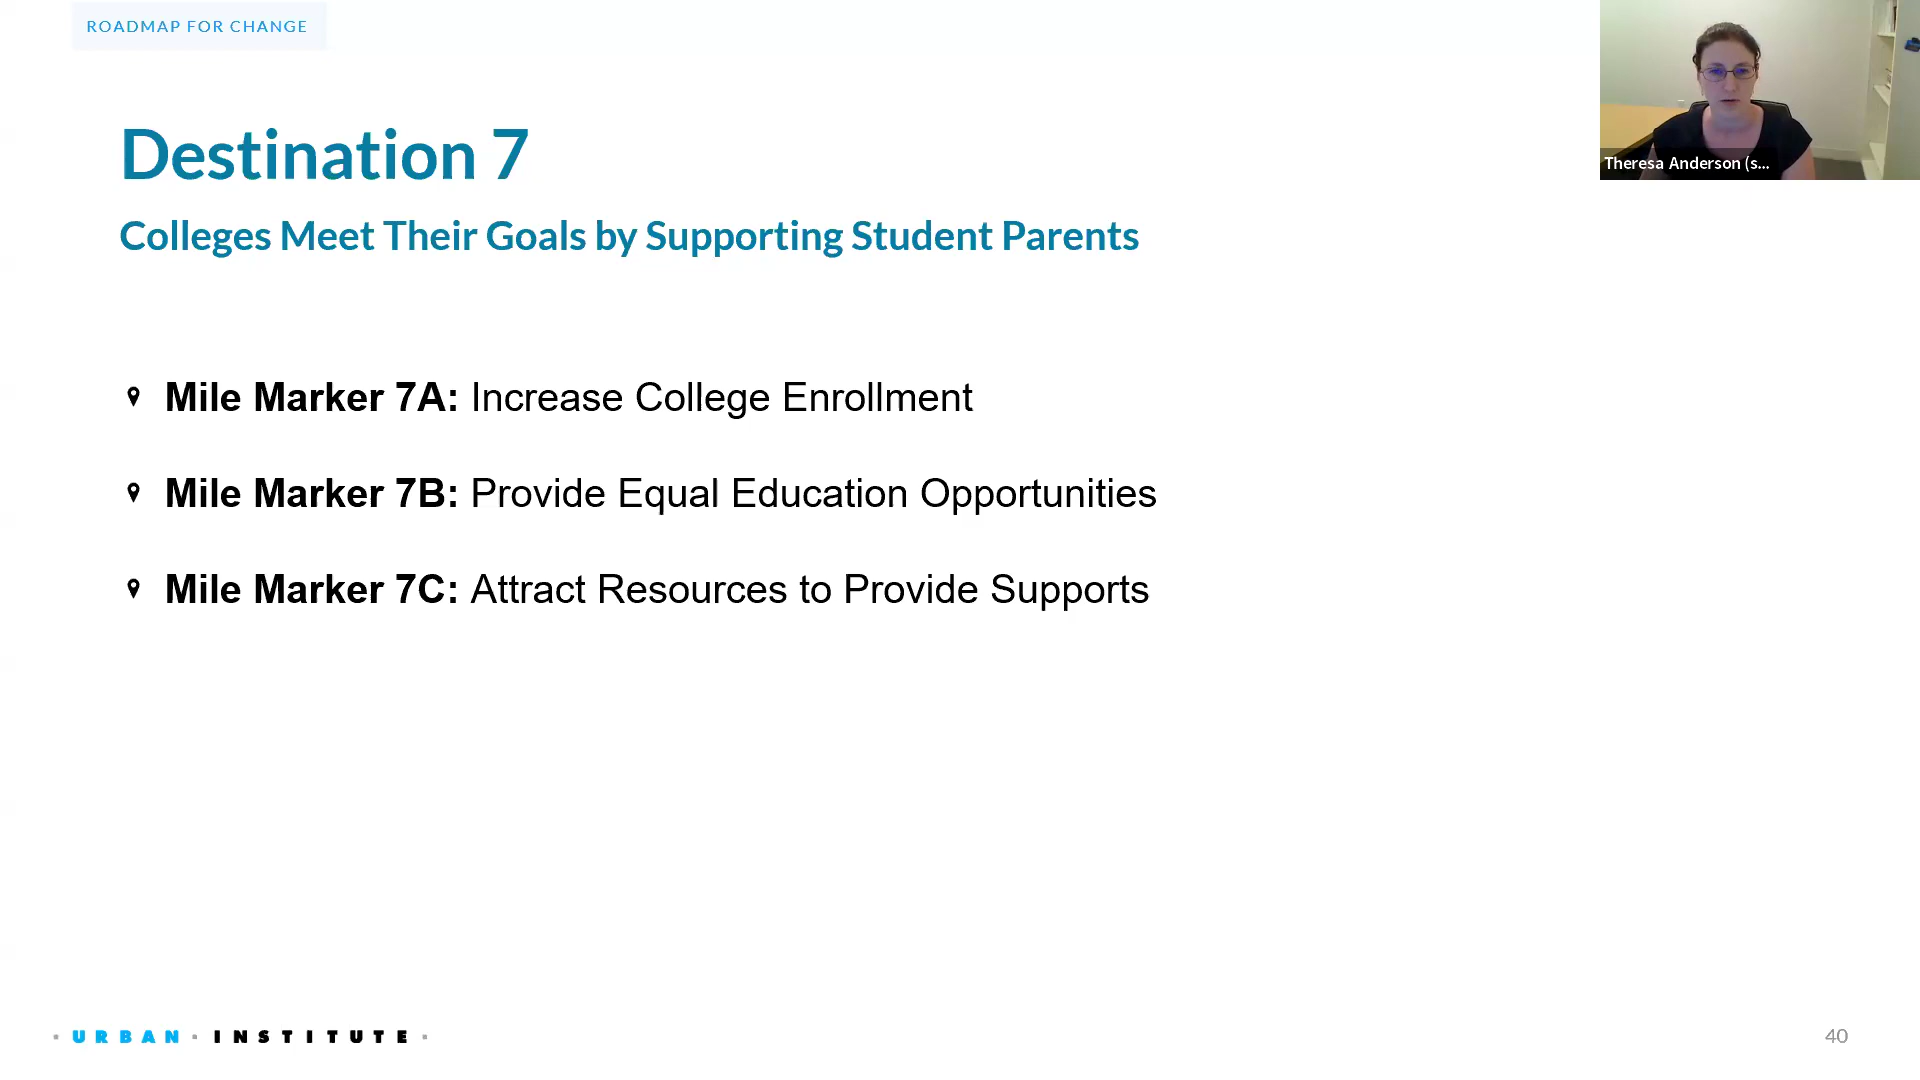 ROADMAP FOR CHANGE
Theresa Anderson (s...
Destination 7
Colleges Meet Their Goals by Supporting Student Parents
Mile Marker 7A: Increase College Enrollment
Mile Marker 7B: Provide Equal Education Opportunities
Mile Marker 7C: Attract Resources to Provide Supports
URBAN INSTITUTE
40